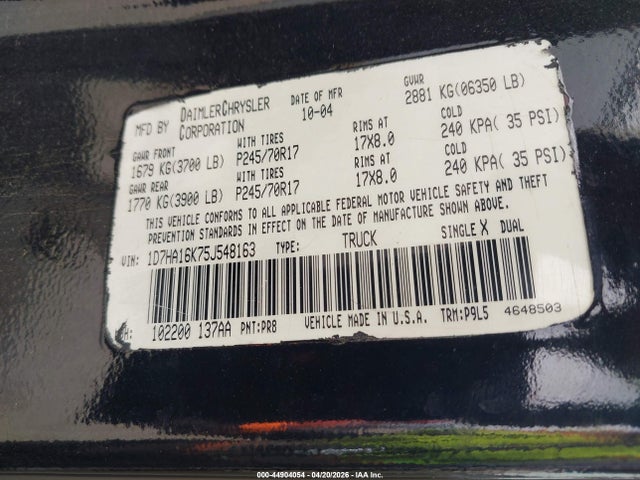 MFD BY DAIMLERCHRYSLER CORPORATION DATE OF MFR 10-04 GVWR 2881 KG(06350 LB)
GAWR FRONT WITH TIRES RIMS AT COLD
1679 KG(3700 LB) P245/70R17 17X8.0 240 KPA( 35 PSI)
GAWR REAR WITH TIRES RIMS AT COLD
1770 KG(3900 LB) P245/70R17 17X8.0 240 KPA( 35 PSI)
THIS VEHICLE CONFORMS TO ALL APPLICABLE FEDERAL MOTOR VEHICLE SAFETY AND THEFT
PREVENTION STANDARDS IN EFFECT ON THE DATE OF MANUFACTURE SHOWN ABOVE.
VIN: 1D7HA16K75J548163 TYPE: TRUCK SINGLE X DUAL
H: 102200 137AA PNT:PR8 VEHICLE MADE IN U.S.A. TRM:P9L5 4648503
000-44904054 - 04/20/2026 - IAA Inc.